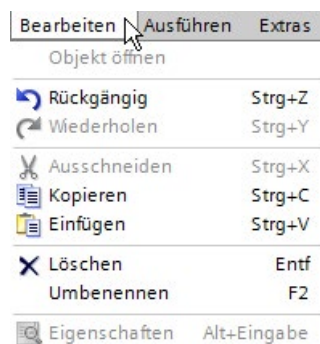 Bearbeiten Ausführen Extras
Objekt öffnen
Rückgängig Strg+Z
Wiederholen Strg+Y
Ausschneiden Strg+X
Kopieren Strg+C
Einfügen Strg+V
Löschen Entf
Umbenennen F2
Eigenschaften Alt+Eingabe